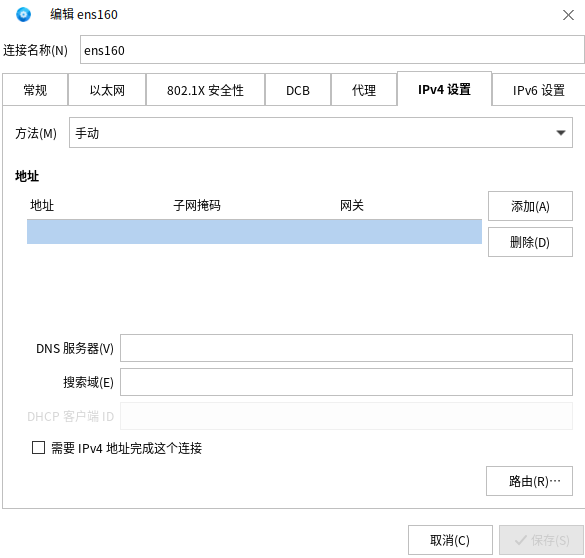 编辑 ens160
连接名称(N) ens160
常规 以太网 802.1X 安全性 DCB 代理 IPv4 设置 IPv6 设置
方法(M) 手动
地址
地址 子网掩码 网关 添加(A)
删除(D)
DNS 服务器(V)
搜索域(E)
DHCP 客户端 ID
需要 IPv4 地址完成这个连接
路由(R)…
取消(C) 保存(S)